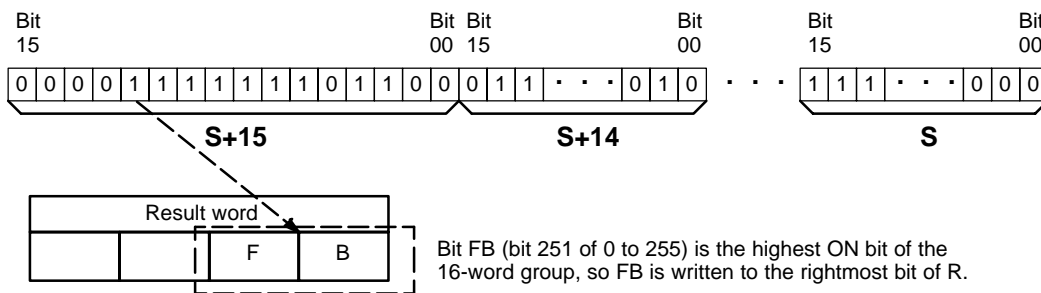 Bit Bit Bit Bit Bit Bit
15 00 15 00 15 00
0 0 0 0 1 1 1 1 1 1 1 0 1 1 0 0 0 1 1 · · · 0 1 0 · · · 1 1 1 · · · 0 0 0
S+15 S+14 S
Result word
F B
Bit FB (bit 251 of 0 to 255) is the highest ON bit of the
16-word group, so FB is written to the rightmost bit of R.